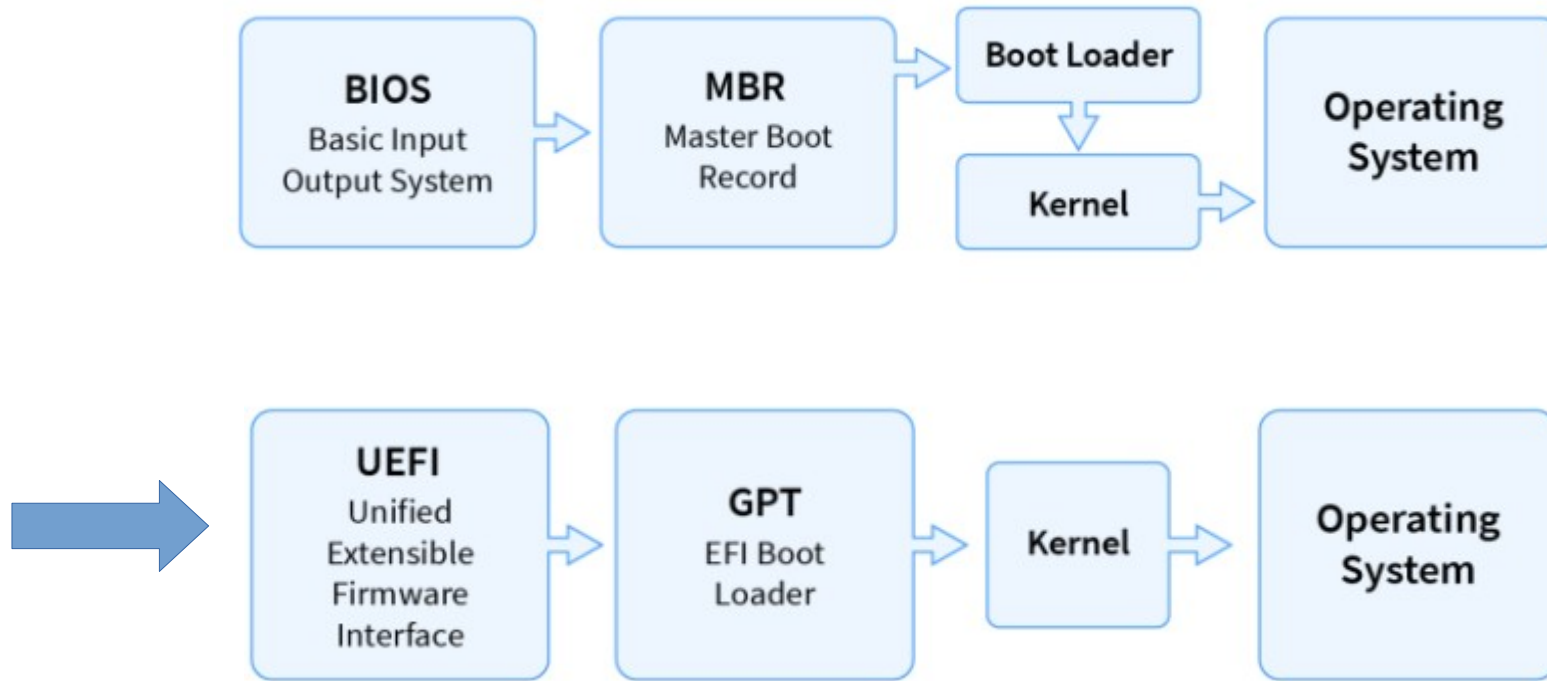 BIOS
Basic Input
Output System
MBR
Master Boot
Record
Boot Loader
Kernel
Operating
System
UEFI
Unified
Extensible
Firmware
Interface
GPT
EFI Boot
Loader
Kernel
Operating
System